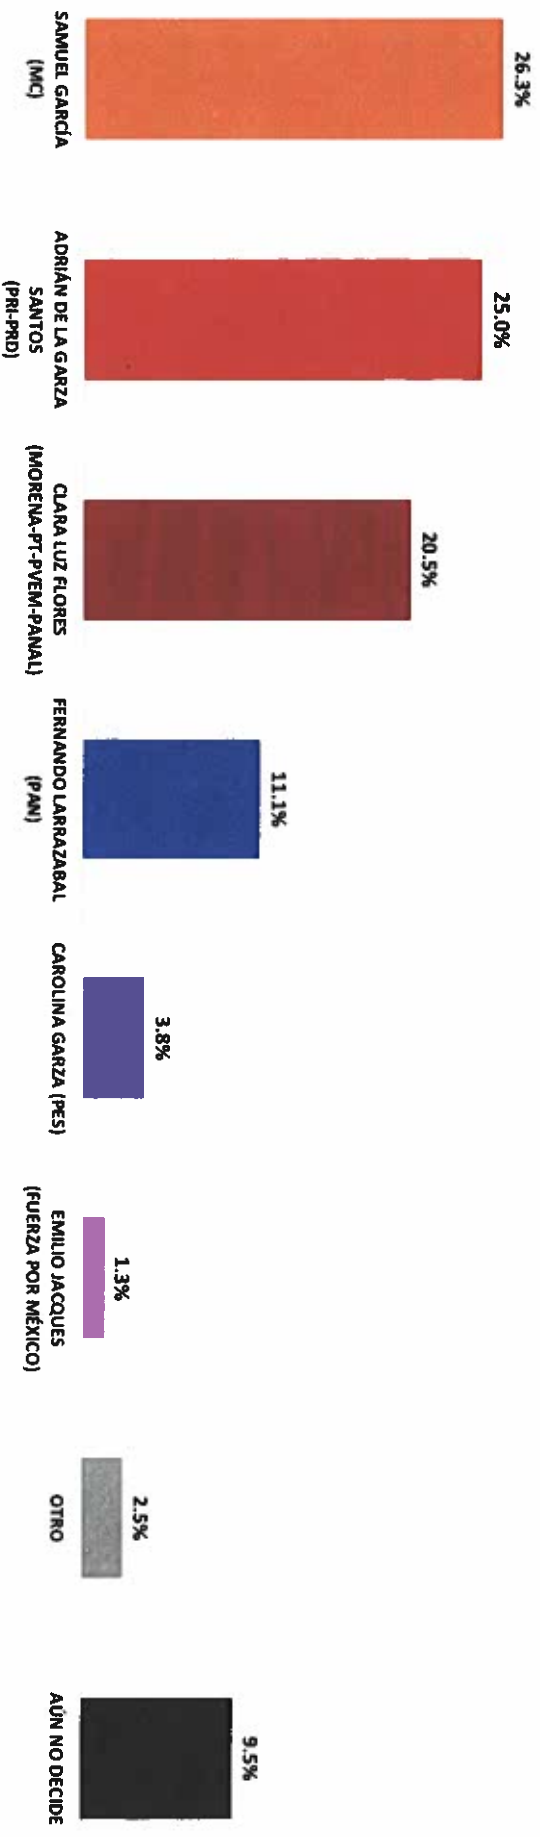 26.3%
25.0%
20.5%
11.1%
3.8%
1.3%
2.5%
9.5%
SAMUEL GARCÍA
(MC)
ADRIÁN DE LA GARZA
SANTOS
(PRI-PRD)
CLARA LUZ FLORES
(MORENA-PT-PVEM-PANAL)
FERNANDO LARRAZABAL
(PAN)
CAROLINA GARZA (PES)
EMILIO JACQUES
(FUERZA POR MÉXICO)
OTRO
AÚN NO DECIDE